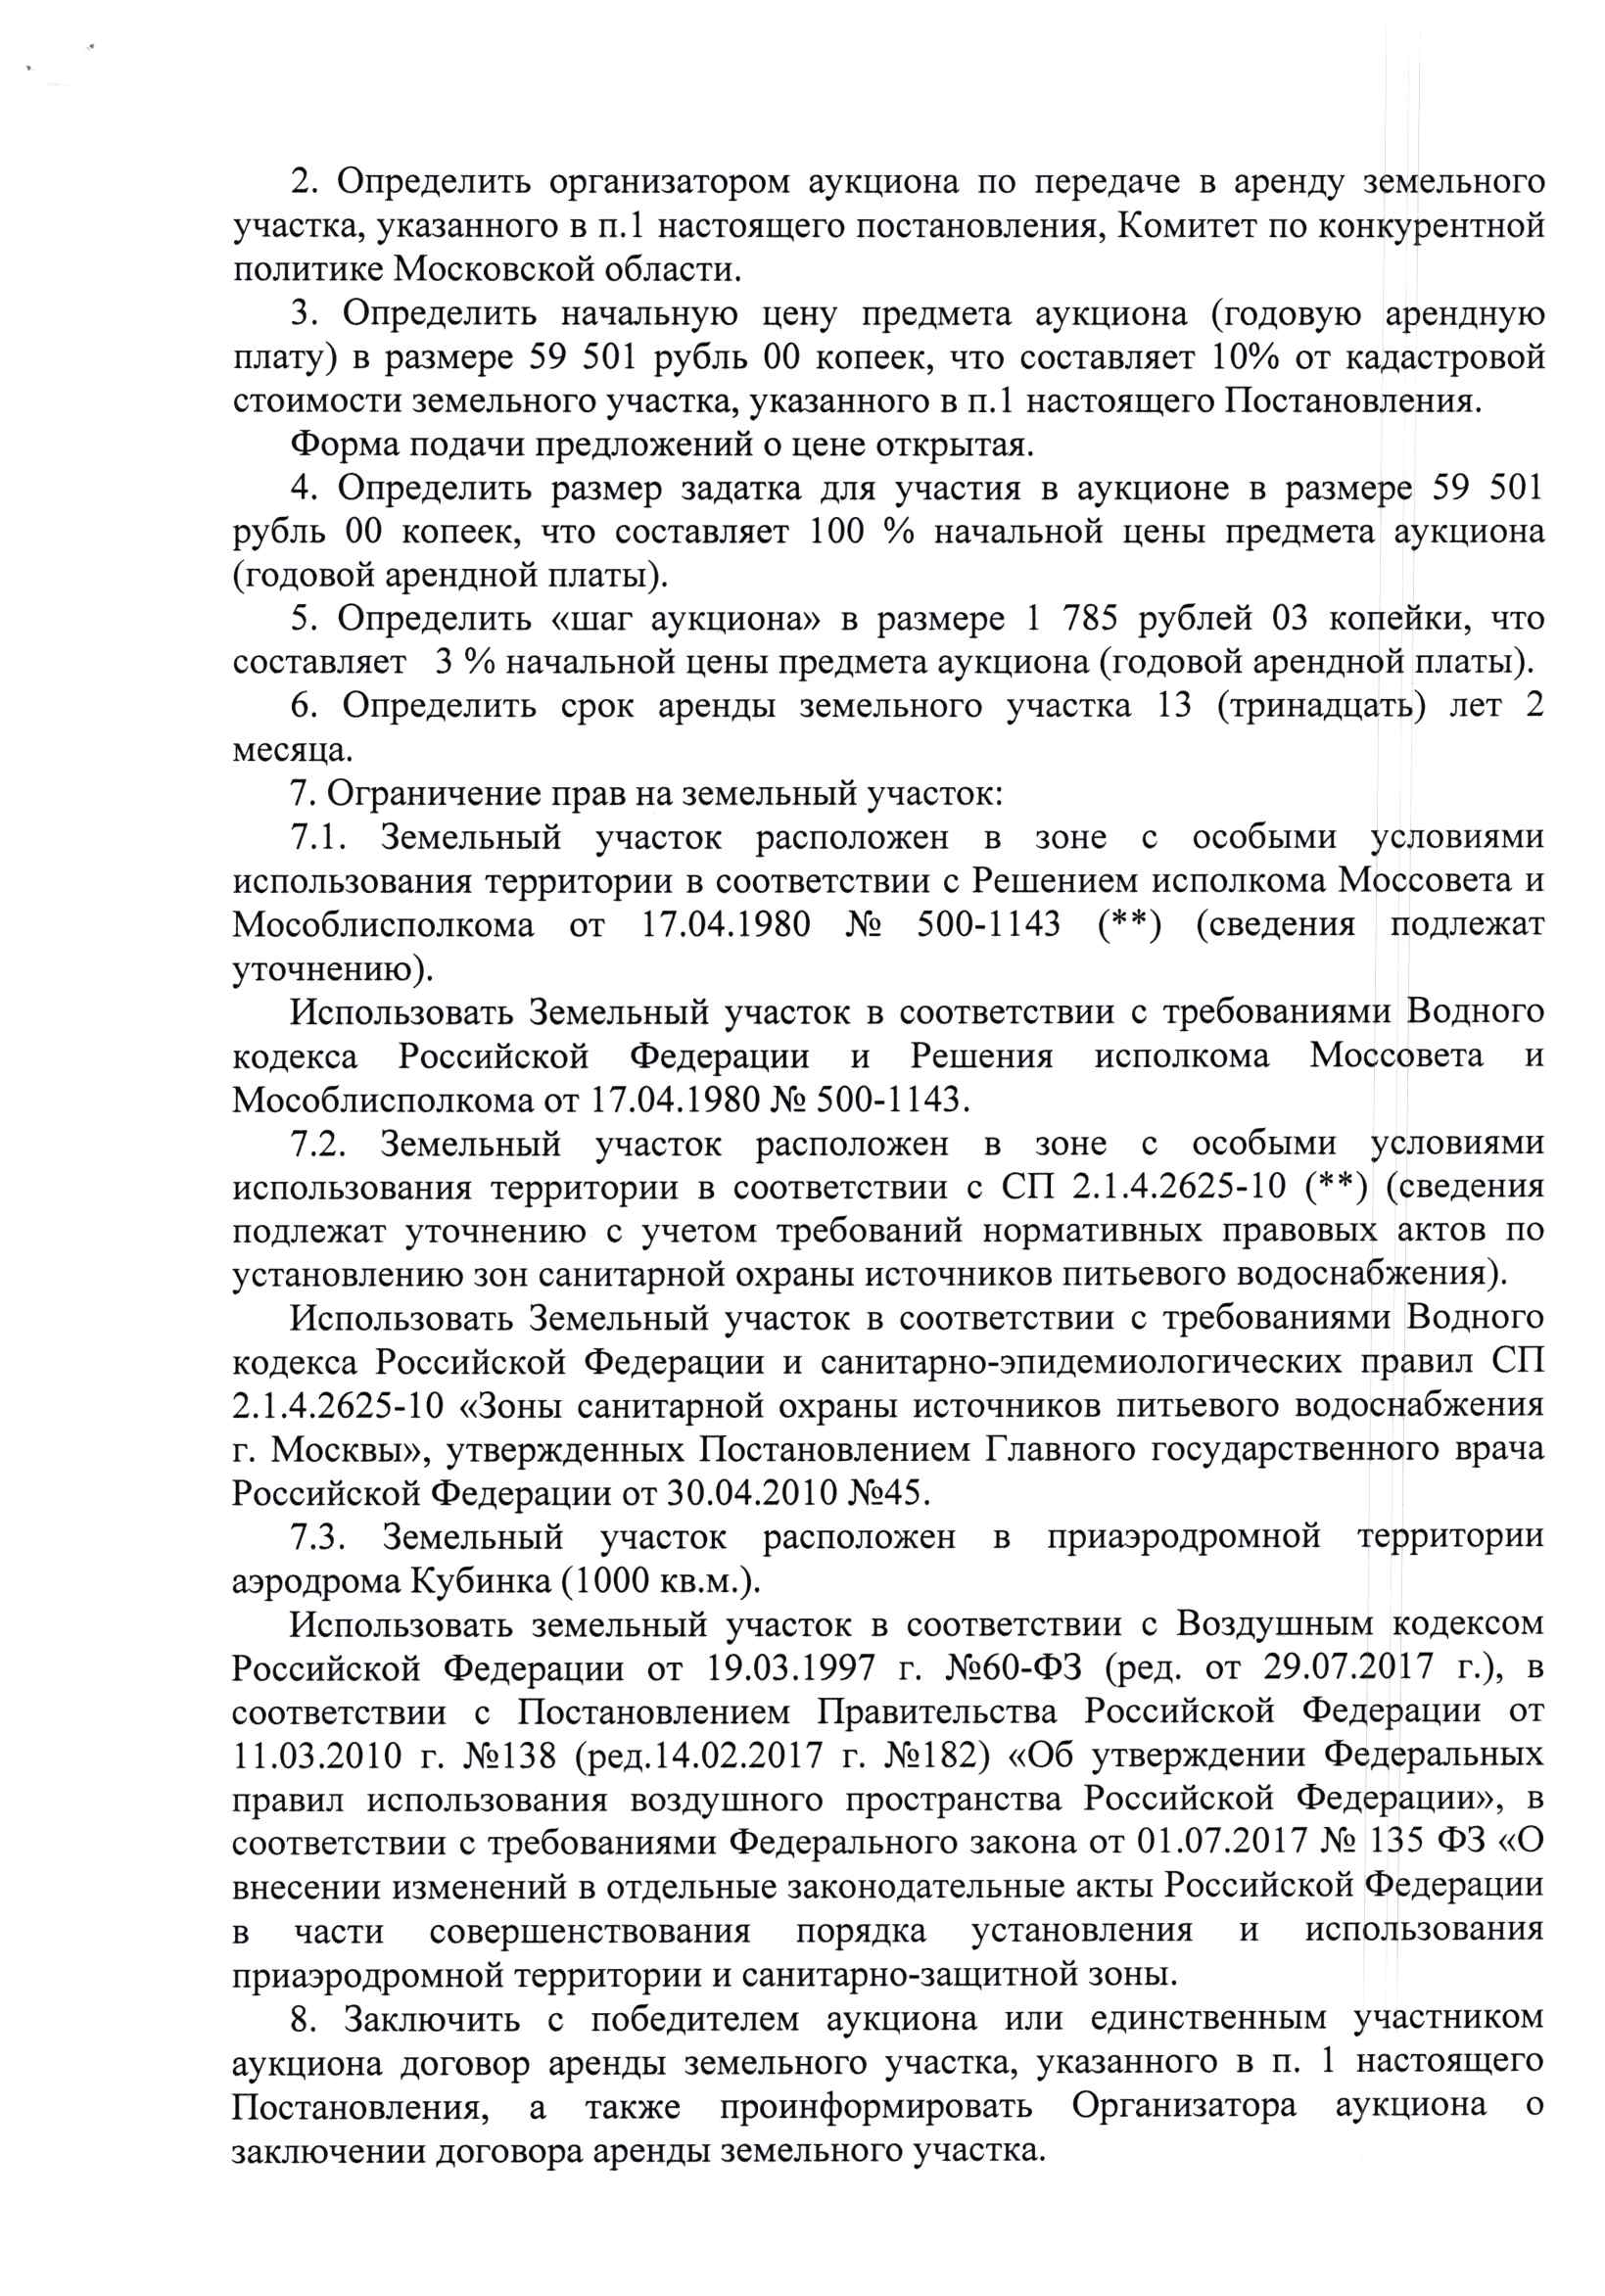 2. Определить организатором аукциона по передаче в аренду земельного
участка, указанного в п.1 настоящего постановления, Комитет по конкурентной
политике Московской области.
3. Определить начальную цену предмета аукциона (годовую арендную
плату) в размере 59 501 рубль 00 копеек, что составляет 10% от кадастровой
стоимости земельного участка, указанного в п.1 настоящего Постановления.
Форма подачи предложений о цене открытая.
4. Определить размер задатка для участия в аукционе в размере 59 501
рубль 00 копеек, что составляет 100 % начальной цены предмета аукциона
(годовой арендной платы).
5. Определить «шаг аукциона» в размере 1 785 рублей 03 копейки, что
составляет 3 % начальной цены предмета аукциона (годовой арендной платы).
6. Определить срок аренды земельного участка 13 (тринадцать) лет 2
месяца.
7. Ограничение прав на земельный участок:
7.1. Земельный участок расположен в зоне с особыми условиями
использования территории в соответствии с Решением исполкома Моссовета и
Мособлисполкома от 17.04.1980 № 500-1143 (**) (сведения подлежат
уточнению).
Использовать Земельный участок в соответствии с требованиями Водного
кодекса Российской Федерации и Решения исполкома Моссовета и
Мособлисполкома от 17.04.1980 № 500-1143.
7.2. Земельный участок расположен в зоне с особыми условиями
использования территории в соответствии с СП 2.1.4.2625-10 (**) (сведения
подлежат уточнению с учетом требований нормативных правовых актов по
установлению зон санитарной охраны источников питьевого водоснабжения).
Использовать Земельный участок в соответствии с требованиями Водного
кодекса Российской Федерации и санитарно-эпидемиологических правил СП
2.1.4.2625-10 «Зоны санитарной охраны источников питьевого водоснабжения
г. Москвы», утвержденных Постановлением Главного государственного врача
Российской Федерации от 30.04.2010 №45.
7.3. Земельный участок расположен в приаэродромной территории
аэродрома Кубинка (1000 кв.м.).
Использовать земельный участок в соответствии с Воздушным кодексом
Российской Федерации от 19.03.1997 г. №60-ФЗ (ред. от 29.07.2017 г.), в
соответствии с Постановлением Правительства Российской Федерации от
11.03.2010 г. №138 (ред.14.02.2017 г. №182) «Об утверждении Федеральных
правил использования воздушного пространства Российской Федерации», в
соответствии с требованиями Федерального закона от 01.07.2017 № 135 ФЗ «О
внесении изменений в отдельные законодательные акты Российской Федерации
в части совершенствования порядка установления и использования
приаэродромной территории и санитарно-защитной зоны.
8. Заключить с победителем аукциона или единственным участником
аукциона договор аренды земельного участка, указанного в п. 1 настоящего
Постановления, а также проинформировать Организатора аукциона о
заключении договора аренды земельного участка.